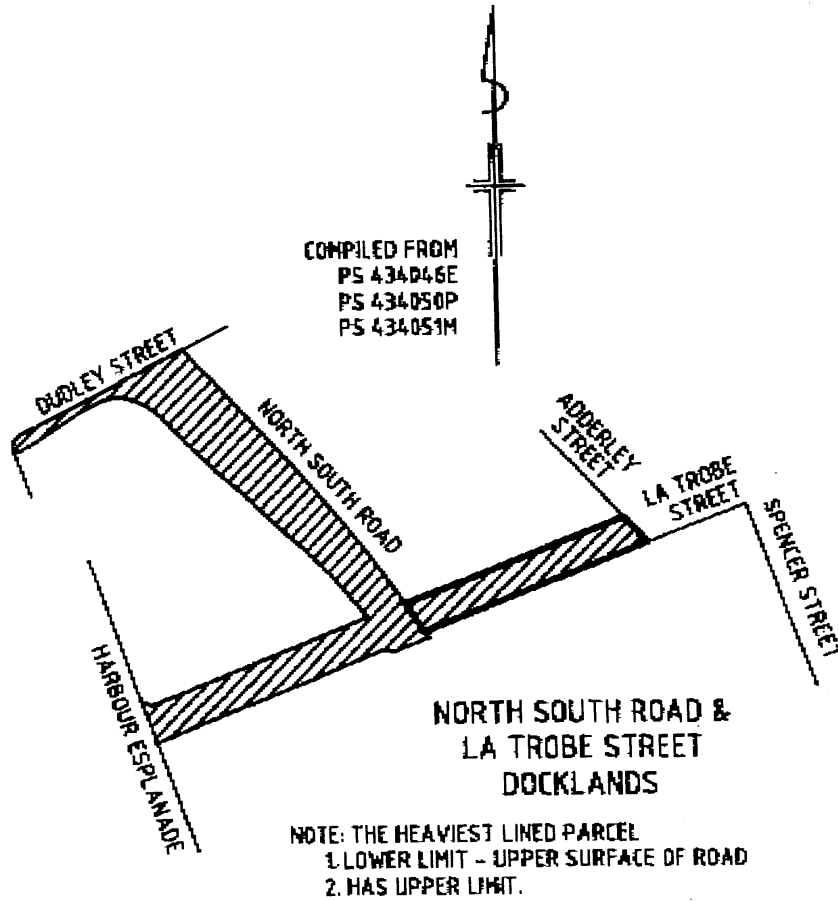 COMPILED FROM
PS 434046E
PS 434050P
PS 434051M
DUDLEY STREET
NORTH SOUTH ROAD
ADDERLEY
STREET
LA TROBE
STREET
SPENCER STREET
HARBOUR ESPLANADE
NORTH SOUTH ROAD &
LA TROBE STREET
DOCKLANDS
NOTE: THE HEAVIEST LINED PARCEL
1. LOWER LIMIT - UPPER SURFACE OF ROAD
2. HAS UPPER LIMIT.